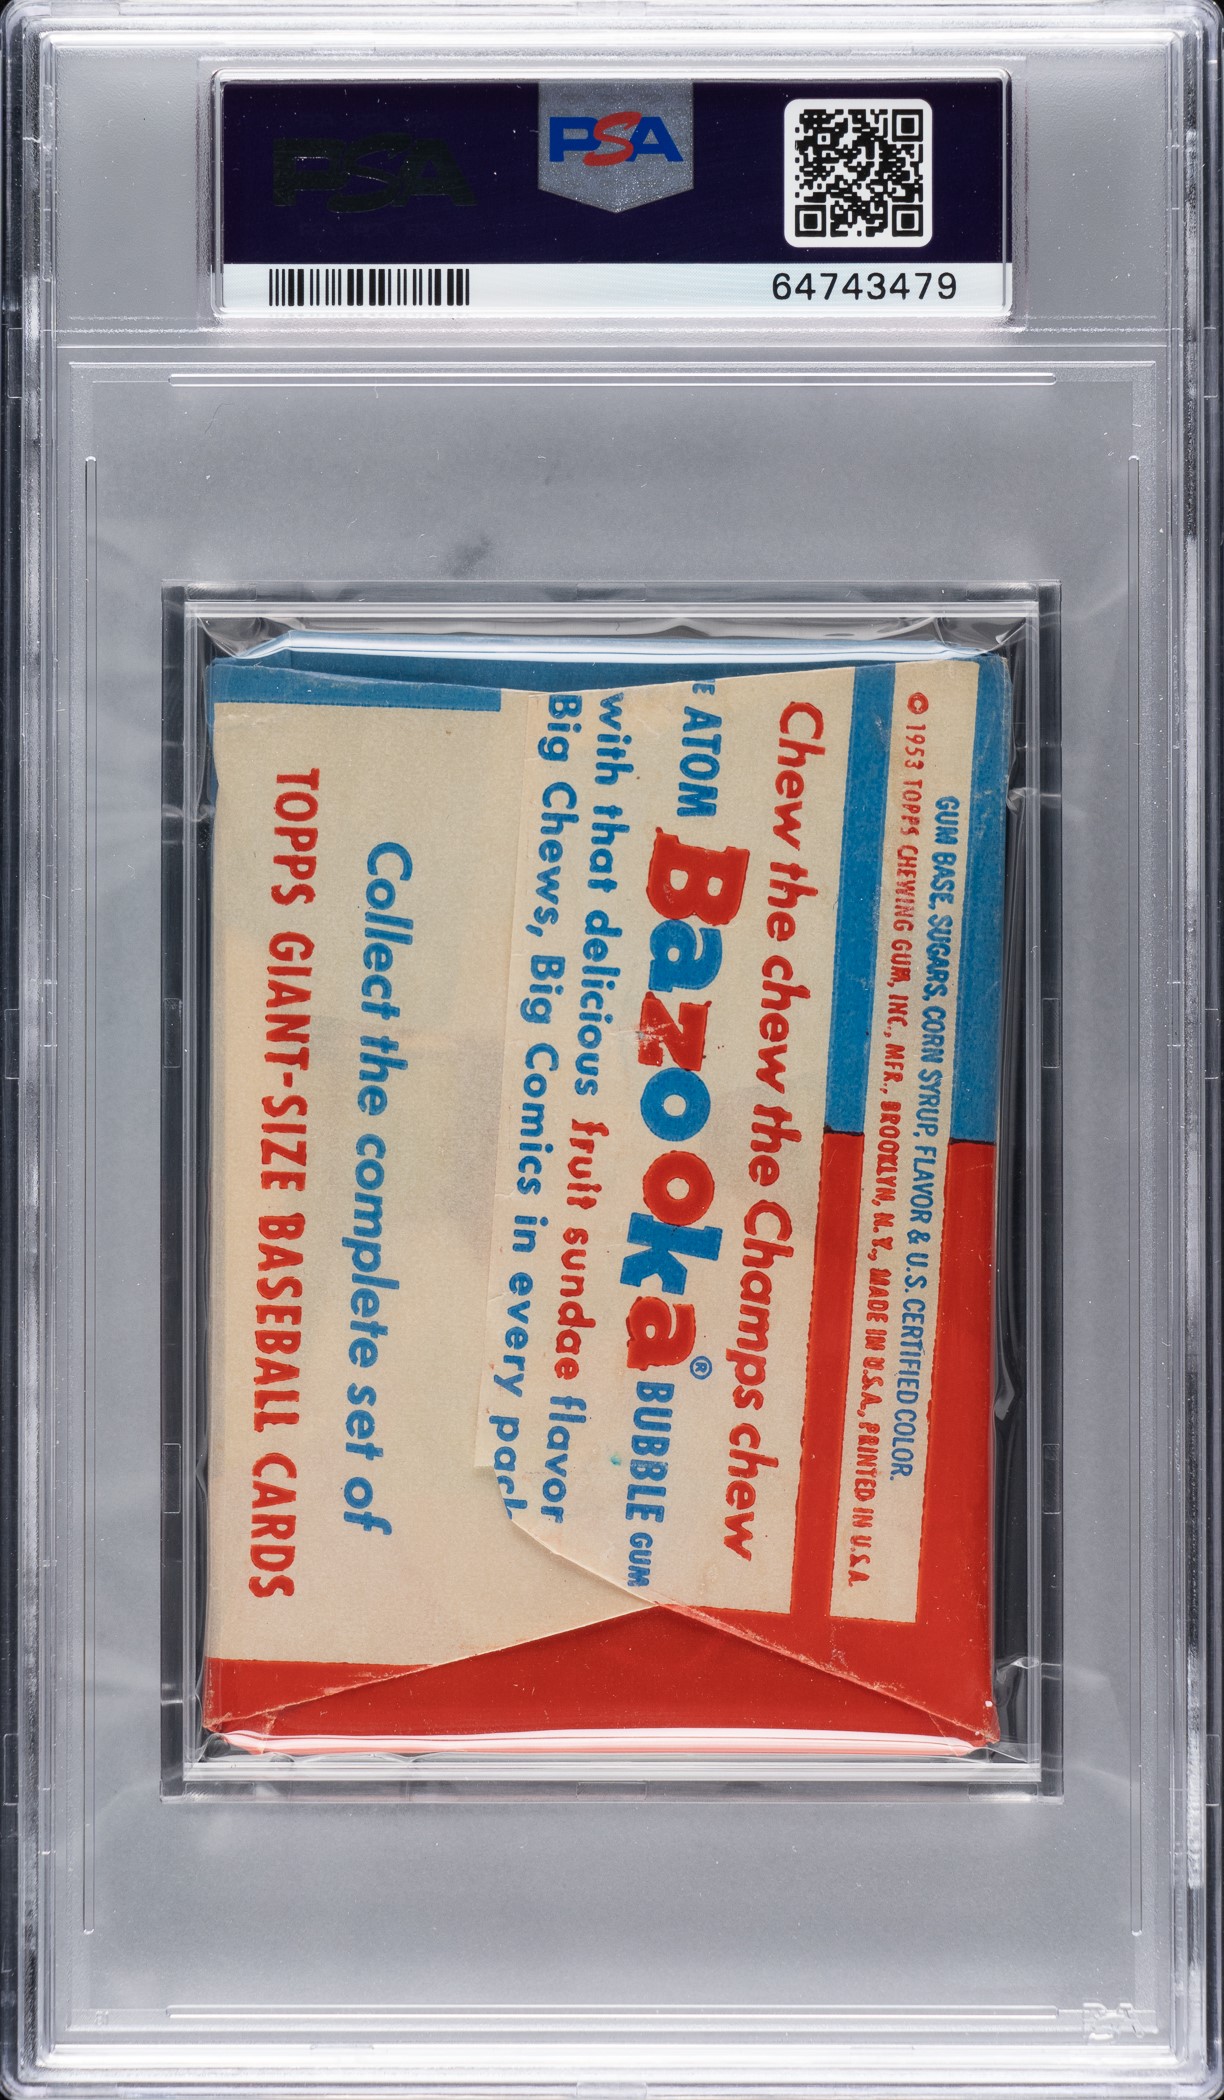 PSA
PSA
64743479
GUM BASE, SUGARS, CORN SYRUP, FLAVOR & U.S. CERTIFIED COLOR.
© 1953 TOPPS CHEWING GUM, INC., MFR., BROOKLYN, N.Y., MADE IN U.S.A., PRINTED IN U.S.A.
Chew the chew the Champs chew
E ATOM Bazooka® BUBBLE GUM
with that delicious fruit sundae flavor
Big Chews, Big Comics in every pack
Collect the complete set of
TOPPS GIANT-SIZE BASEBALL CARDS
PSA